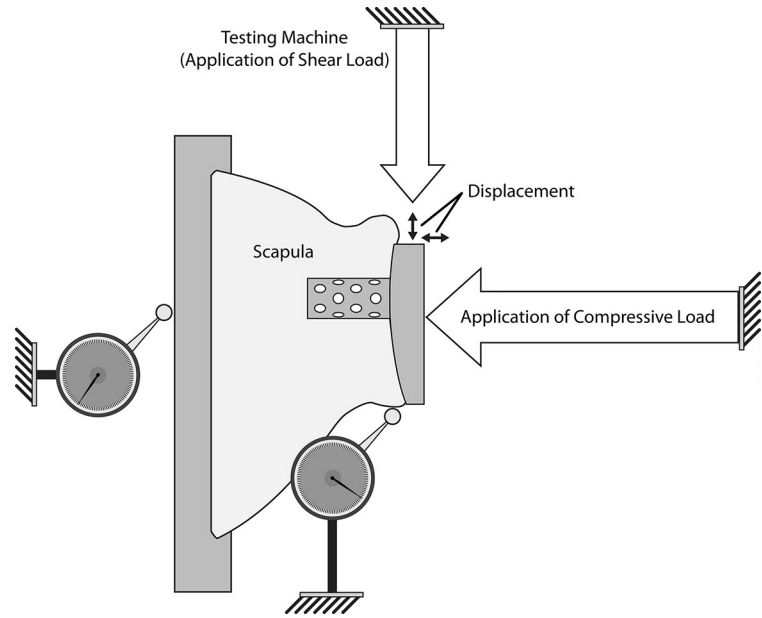 Testing Machine
(Application of Shear Load)
Displacement
Scapula
Application of Compressive Load